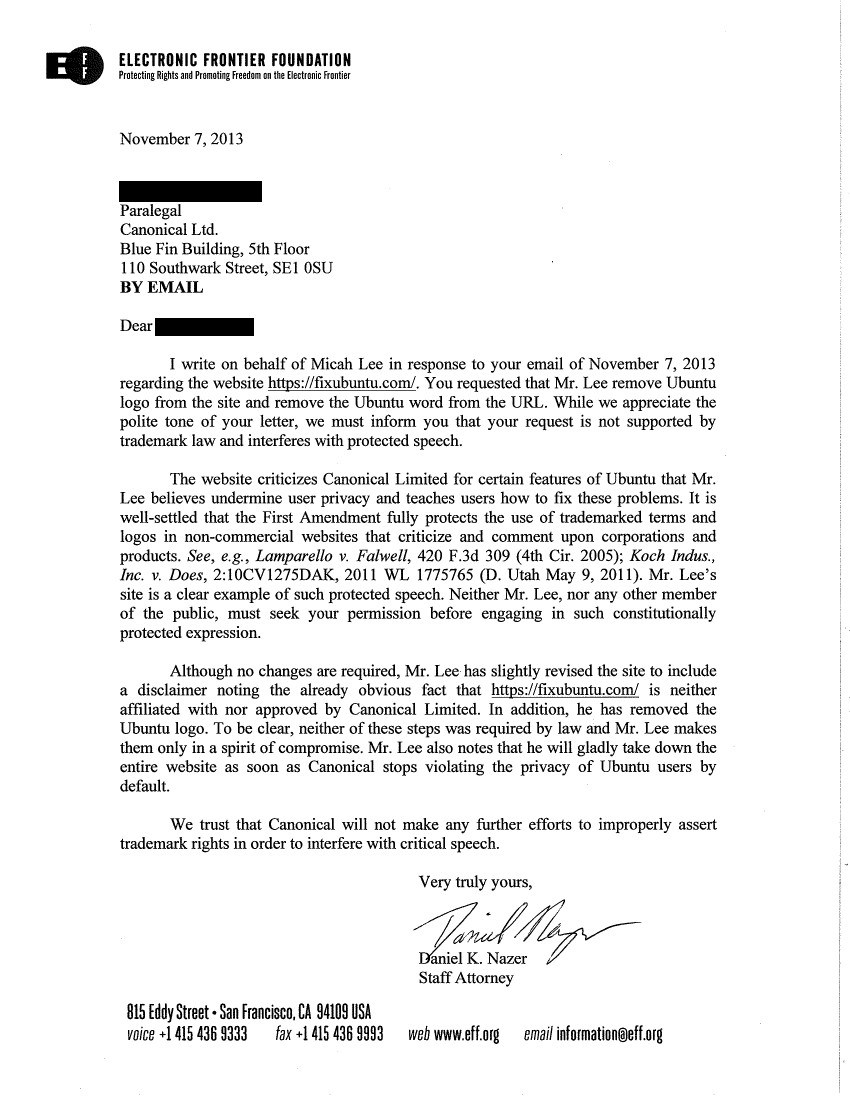 E F F
ELECTRONIC FRONTIER FOUNDATION
Protecting Rights and Promoting Freedom on the Electronic Frontier
November 7, 2013
Paralegal
Canonical Ltd.
Blue Fin Building, 5th Floor
110 Southwark Street, SE1 0SU
BY EMAIL
Dear
I write on behalf of Micah Lee in response to your email of November 7, 2013
regarding the website https://fixubuntu.com/. You requested that Mr. Lee remove Ubuntu
logo from the site and remove the Ubuntu word from the URL. While we appreciate the
polite tone of your letter, we must inform you that your request is not supported by
trademark law and interferes with protected speech.
The website criticizes Canonical Limited for certain features of Ubuntu that Mr.
Lee believes undermine user privacy and teaches users how to fix these problems. It is
well-settled that the First Amendment fully protects the use of trademarked terms and
logos in non-commercial websites that criticize and comment upon corporations and
products. See, e.g., Lamparello v. Falwell, 420 F.3d 309 (4th Cir. 2005); Koch Indus.,
Inc. v. Does, 2:10CV1275DAK, 2011 WL 1775765 (D. Utah May 9, 2011). Mr. Lee's
site is a clear example of such protected speech. Neither Mr. Lee, nor any other member
of the public, must seek your permission before engaging in such constitutionally
protected expression.
Although no changes are required, Mr. Lee has slightly revised the site to include
a disclaimer noting the already obvious fact that https://fixubuntu.com/ is neither
affiliated with nor approved by Canonical Limited. In addition, he has removed the
Ubuntu logo. To be clear, neither of these steps was required by law and Mr. Lee makes
them only in a spirit of compromise. Mr. Lee also notes that he will gladly take down the
entire website as soon as Canonical stops violating the privacy of Ubuntu users by
default.
We trust that Canonical will not make any further efforts to improperly assert
trademark rights in order to interfere with critical speech.
Very truly yours,
Daniel Nazer
Daniel K. Nazer
Staff Attorney
815 Eddy Street • San Francisco, CA 94109 USA
voice +1 415 436 9333 fax +1 415 436 9993 web www.eff.org email information@eff.org